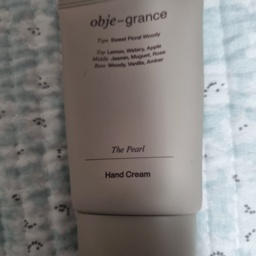 obje-grance
Type Sweet Floral Woody
Top Lemon, Watery, Apple
Middle Jasmin, Muguet, Rose
Base Woody, Vanilla, Amber
The Pearl
Hand Cream